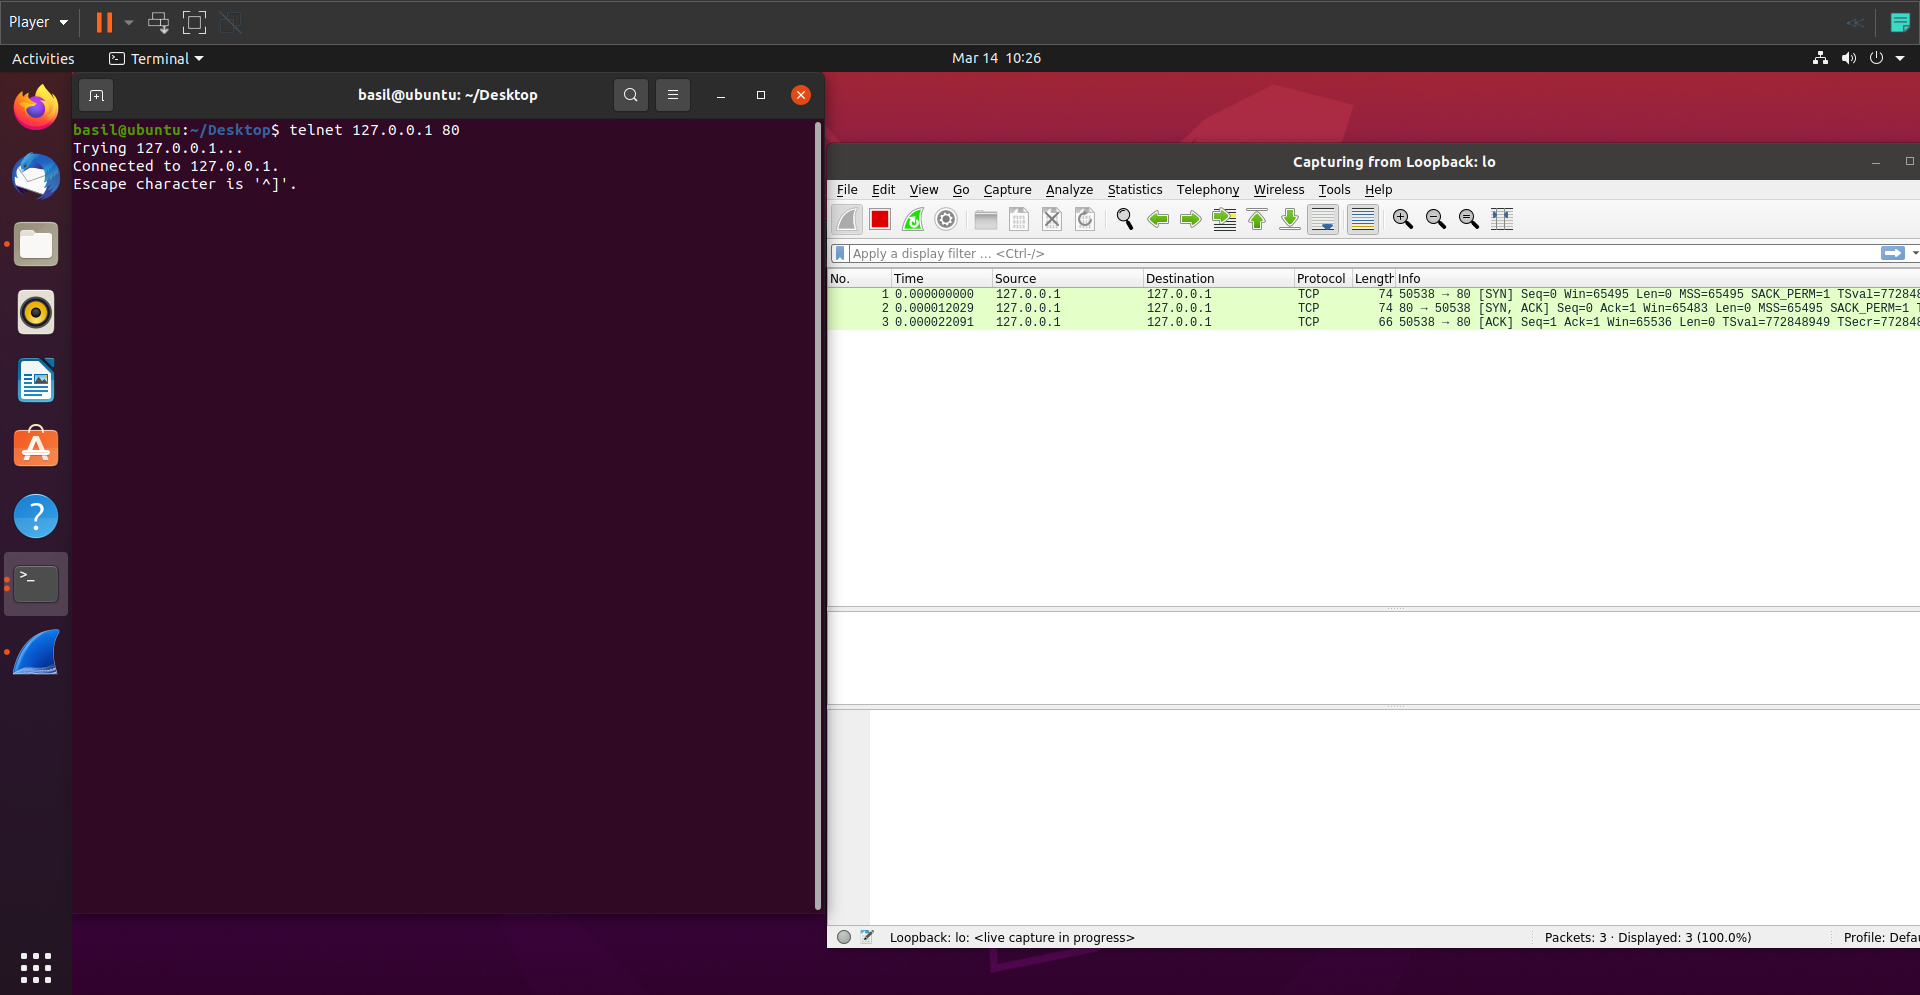 Player
Activities
Terminal
Mar 14 10:26
basil@ubuntu: ~/Desktop
basil@ubuntu:~/Desktop$ telnet 127.0.0.1 80
Trying 127.0.0.1...
Connected to 127.0.0.1.
Escape character is '^]'.
Capturing from Loopback: lo
File Edit View Go Capture Analyze Statistics Telephony Wireless Tools Help
Apply a display filter ... <Ctrl-/>
No. Time Source Destination Protocol Length Info
1 0.000000000 127.0.0.1 127.0.0.1 TCP 74 50538 → 80 [SYN] Seq=0 Win=65495 Len=0 MSS=65495 SACK_PERM=1 TSval=772848
2 0.000012029 127.0.0.1 127.0.0.1 TCP 74 80 → 50538 [SYN, ACK] Seq=0 Ack=1 Win=65483 Len=0 MSS=65495 SACK_PERM=1
3 0.000022091 127.0.0.1 127.0.0.1 TCP 66 50538 → 80 [ACK] Seq=1 Ack=1 Win=65536 Len=0 TSval=772848949 TSecr=77284
Loopback: lo: <live capture in progress>
Packets: 3 · Displayed: 3 (100.0%)
Profile: Defau